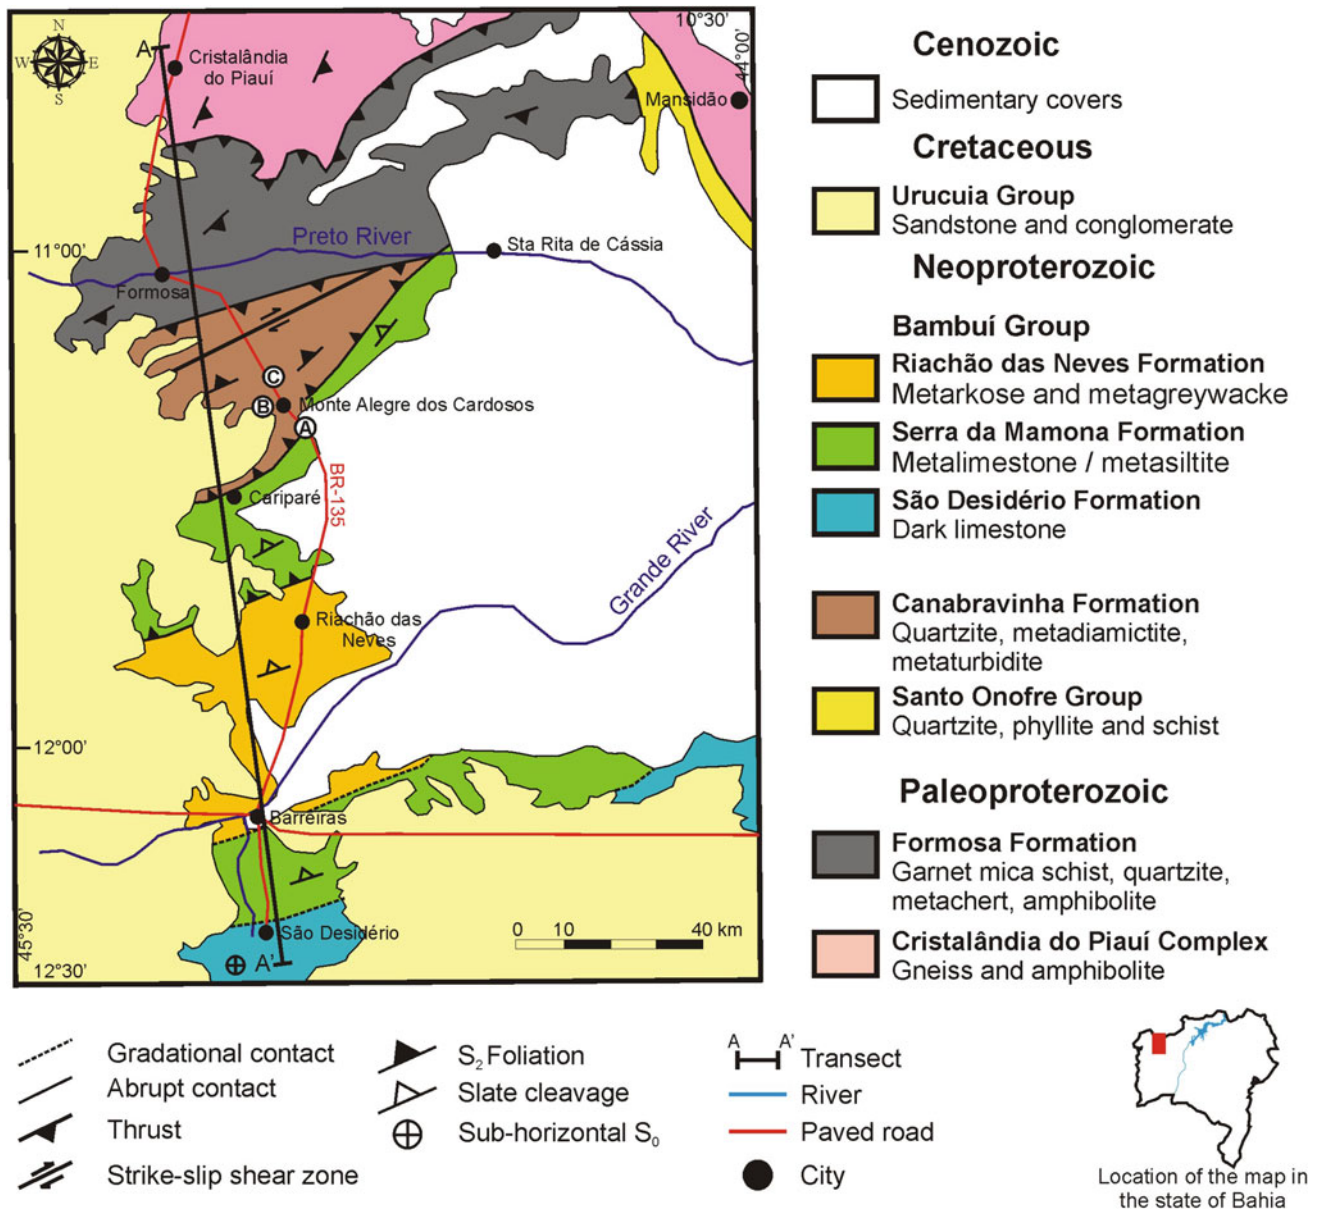 N
W
E
S
A
Cristalândia
do Piauí
10°30'
44°00'
Mansidão
11°00'
Preto River
Sta Rita de Cássia
Formosa
C
B
Monte Alegre dos Cardosos
A
BR-135
Cariparé
Grande River
Riachão das
Neves
12°00'
Barreiras
São Desidério
A'
45°30'
12°30'
0 10 40 km
Cenozoic
Sedimentary covers
Cretaceous
Urucuia Group
Sandstone and conglomerate
Neoproterozoic
Bambuí Group
Riachão das Neves Formation
Metarkose and metagreywacke
Serra da Mamona Formation
Metalimestone / metasiltite
São Desidério Formation
Dark limestone
Canabravinha Formation
Quartzite, metadiamictite,
metaturbidite
Santo Onofre Group
Quartzite, phyllite and schist
Paleoproterozoic
Formosa Formation
Garnet mica schist, quartzite,
metachert, amphibolite
Cristalândia do Piauí Complex
Gneiss and amphibolite
Gradational contact
Abrupt contact
Thrust
Strike-slip shear zone
S₂ Foliation
Slate cleavage
Sub-horizontal S₀
A A' Transect
River
Paved road
City
Location of the map in
the state of Bahia